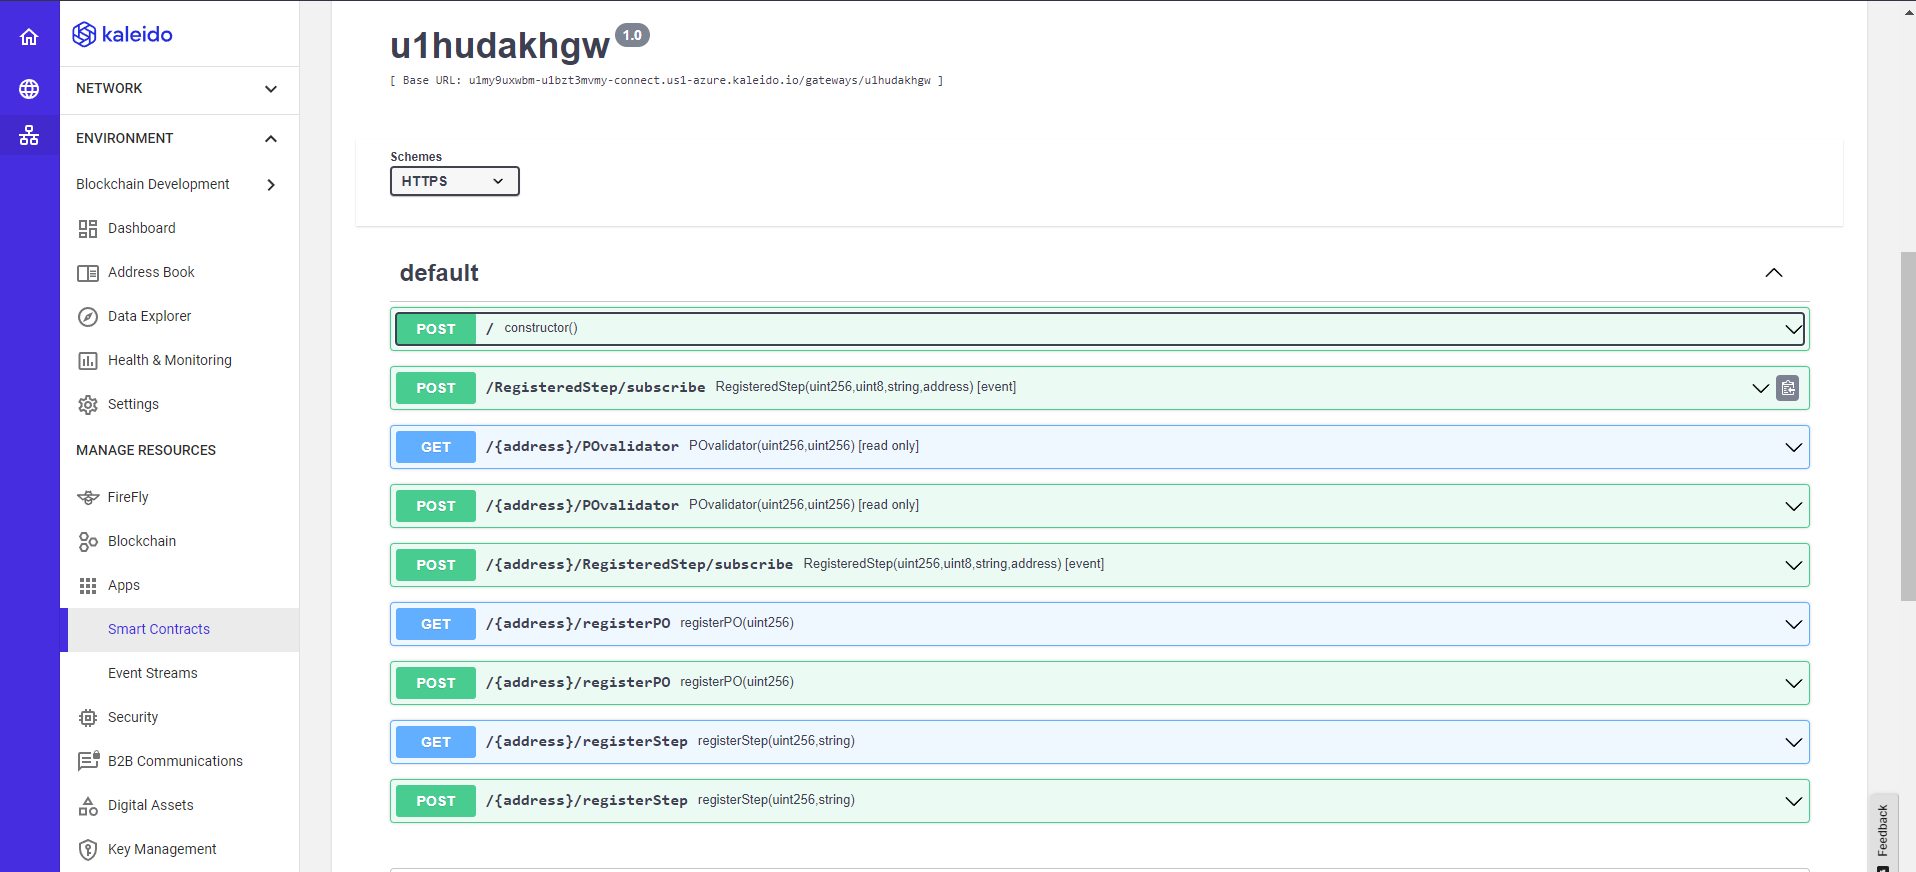 kaleido
NETWORK
ENVIRONMENT
Blockchain Development
Dashboard
Address Book
Data Explorer
Health & Monitoring
Settings
MANAGE RESOURCES
FireFly
Blockchain
Apps
Smart Contracts
Event Streams
Security
B2B Communications
Digital Assets
Key Management
u1hudakhgw 1.0
[ Base URL: u1my9uxwbm-u1bzt3mvmy-connect.us1-azure.kaleido.io/gateways/u1hudakhgw ]
Schemes
HTTPS
default
POST / constructor()
POST /RegisteredStep/subscribe RegisteredStep(uint256,uint8,string,address) [event]
GET /{address}/POvalidator POvalidator(uint256,uint256) [read only]
POST /{address}/POvalidator POvalidator(uint256,uint256) [read only]
POST /{address}/RegisteredStep/subscribe RegisteredStep(uint256,uint8,string,address) [event]
GET /{address}/registerPO registerPO(uint256)
POST /{address}/registerPO registerPO(uint256)
GET /{address}/registerStep registerStep(uint256,string)
POST /{address}/registerStep registerStep(uint256,string)
Feedback